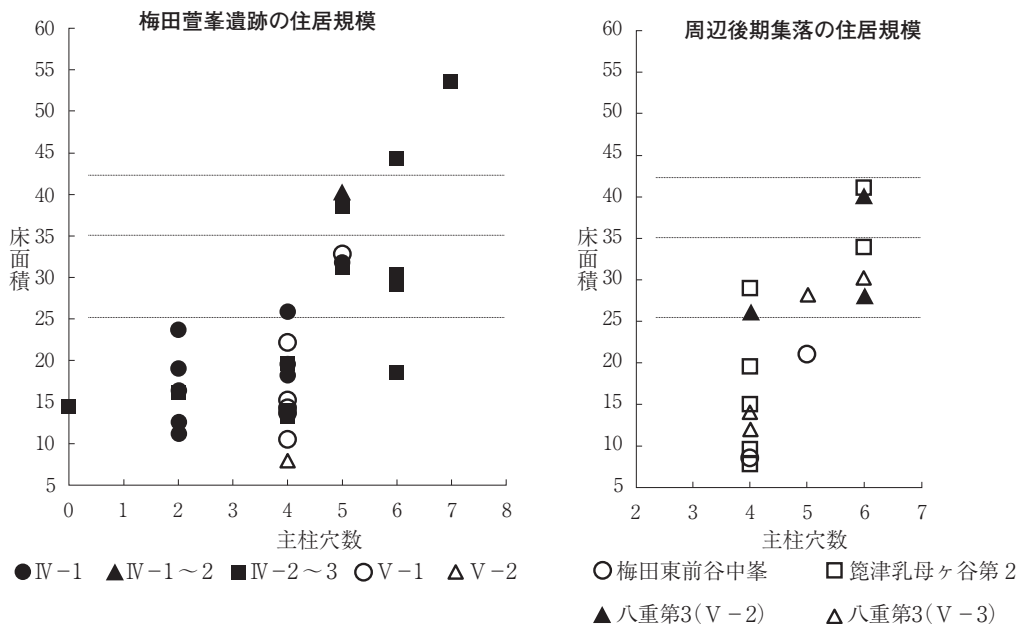 梅田萱峯遺跡の住居規模
60
55
50
45
40
35
30
25
20
15
10
5
床面積
0 1 2 3 4 5 6 7 8
主柱穴数
●Ⅳ−1 ▲Ⅳ−1～2 ■Ⅳ−2～3 ○Ⅴ−1 △Ⅴ−2
周辺後期集落の住居規模
60
55
50
45
40
35
30
25
20
15
10
5
床面積
2 3 4 5 6 7
主柱穴数
○梅田東前谷中峯 □箆津乳母ヶ谷第2
▲八重第3(Ⅴ−2) △八重第3(Ⅴ−3)